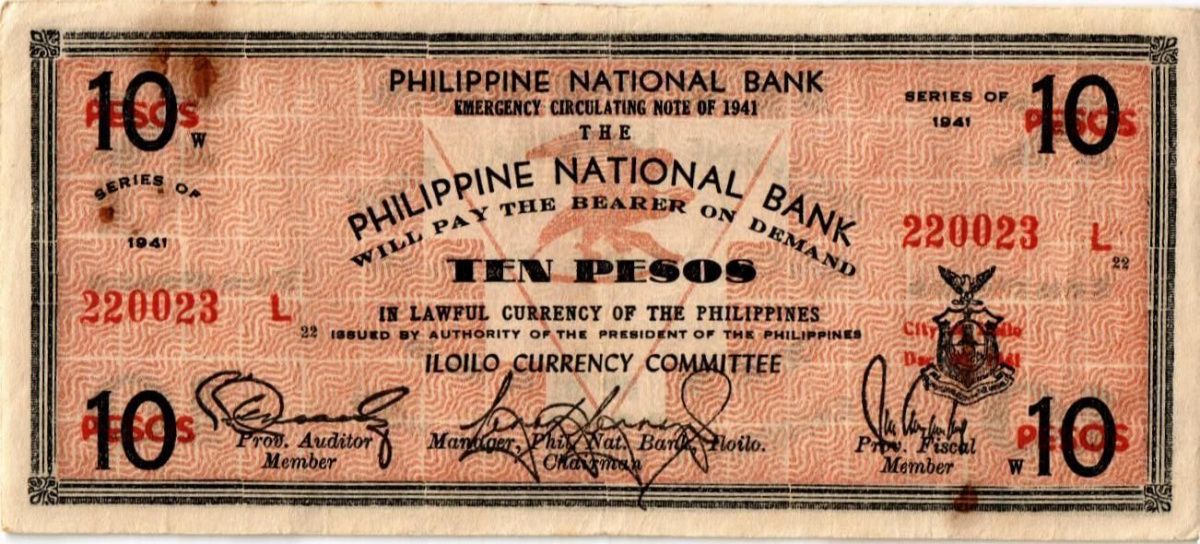 PHILIPPINE NATIONAL BANK
EMERGENCY CIRCULATING NOTE OF 1941
THE
PHILIPPINE NATIONAL BANK
WILL PAY THE BEARER ON DEMAND
TEN PESOS
IN LAWFUL CURRENCY OF THE PHILIPPINES
ISSUED BY AUTHORITY OF THE PRESIDENT OF THE PHILIPPINES
ILOILO CURRENCY COMMITTEE
10
PESOS
W
SERIES OF
1941
220023 L
22
10
PESOS
Prov. Auditor
Member
Manager, Phil. Nat. Bank, Iloilo.
Chairman
SERIES OF
1941
10
PESOS
220023 L
22
City of Iloilo
Prov. Fiscal
Member
W
10
PESOS